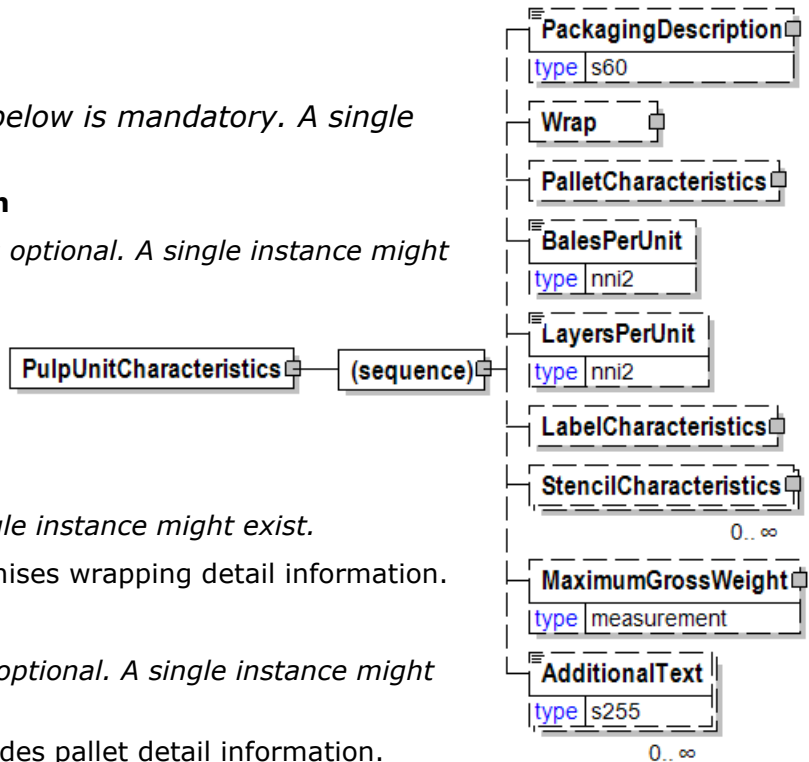 below is mandatory. A single
optional. A single instance might
gle instance might exist.
nises wrapping detail information.
optional. A single instance might
des pallet detail information.
PulpUnitCharacteristics
(sequence)
PackagingDescription
type s60
Wrap
PalletCharacteristics
BalesPerUnit
type nni2
LayersPerUnit
type nni2
LabelCharacteristics
StencilCharacteristics
0.. ∞
MaximumGrossWeight
type measurement
AdditionalText
type s255
0.. ∞